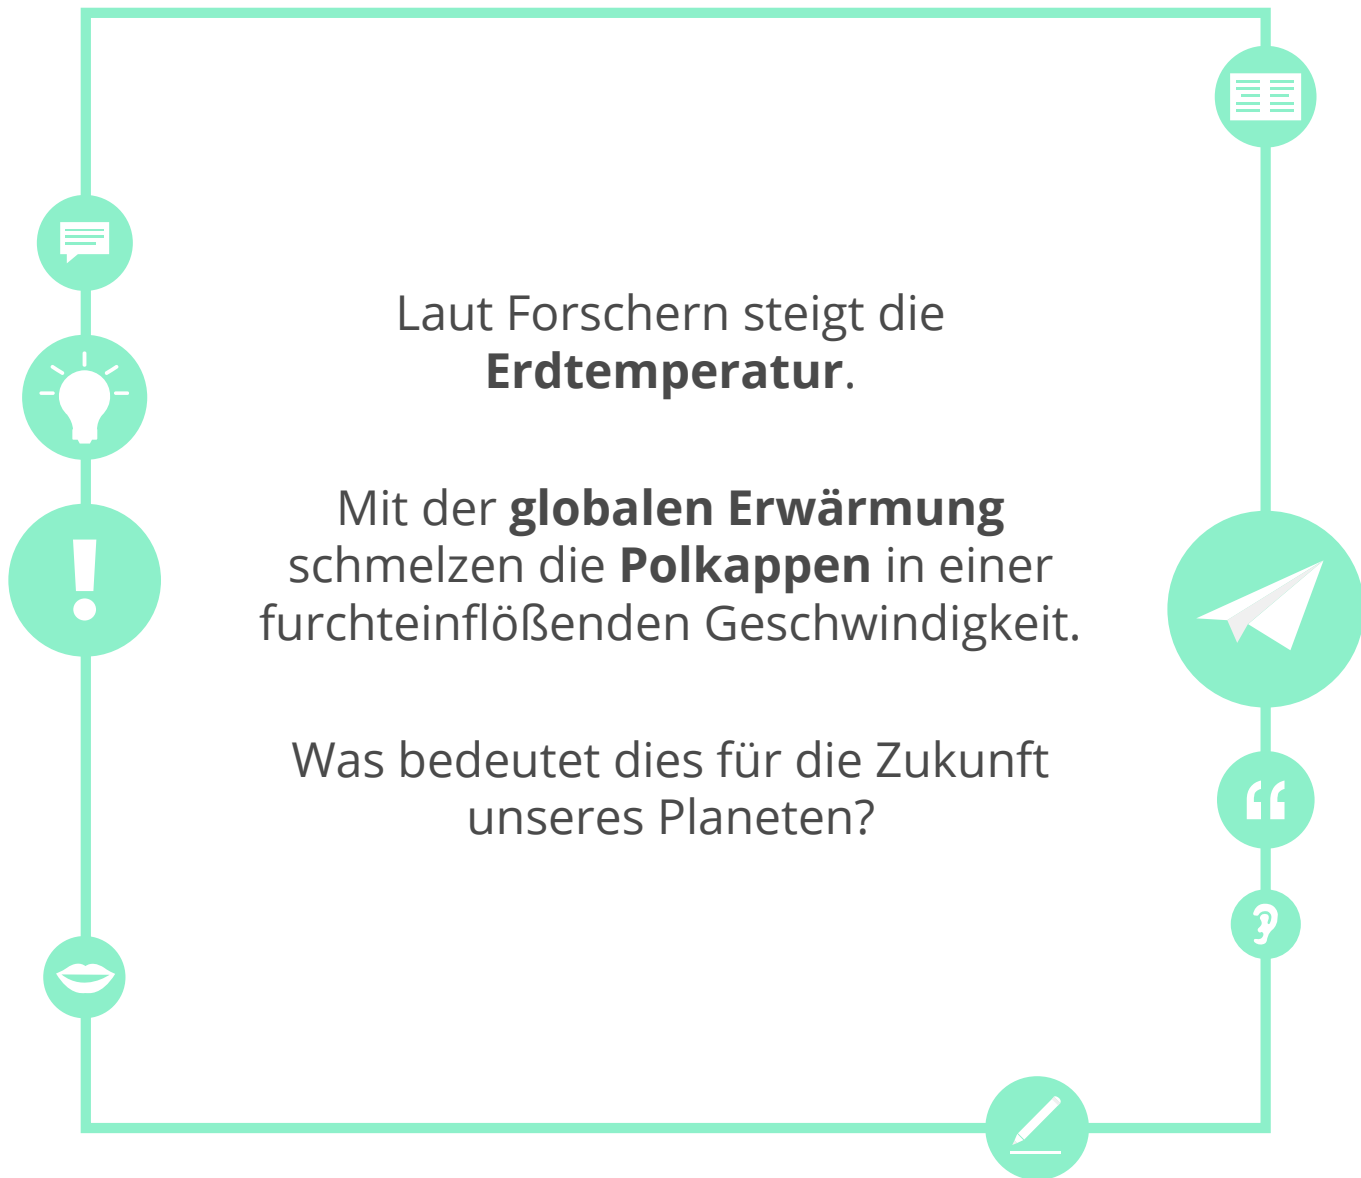 Laut Forschern steigt die
Erdtemperatur.
Mit der globalen Erwärmung
schmelzen die Polkappen in einer
furchteinflößenden Geschwindigkeit.
Was bedeutet dies für die Zukunft
unseres Planeten?